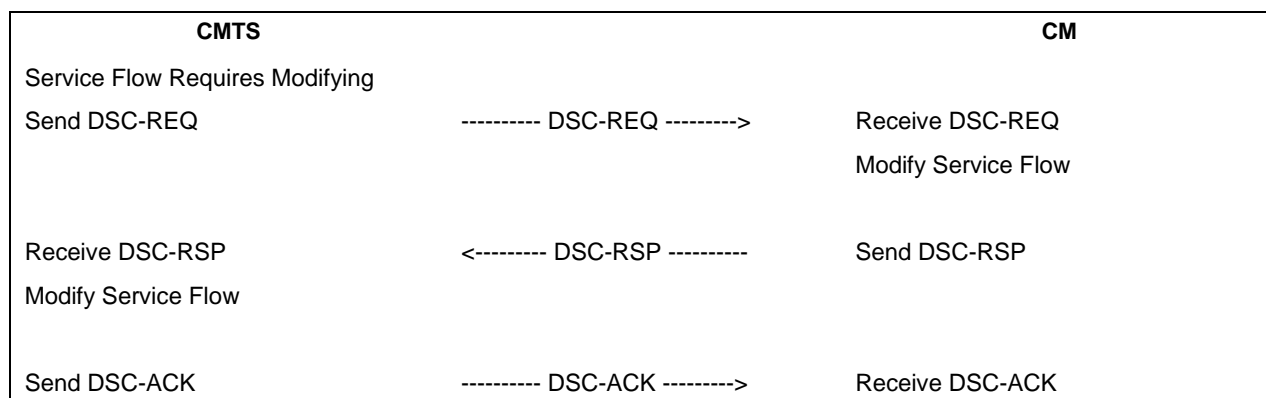 CMTS CM
Service Flow Requires Modifying
Send DSC-REQ ---------- DSC-REQ ---------> Receive DSC-REQ
Modify Service Flow
Receive DSC-RSP <--------- DSC-RSP ---------- Send DSC-RSP
Modify Service Flow
Send DSC-ACK ---------- DSC-ACK ---------> Receive DSC-ACK